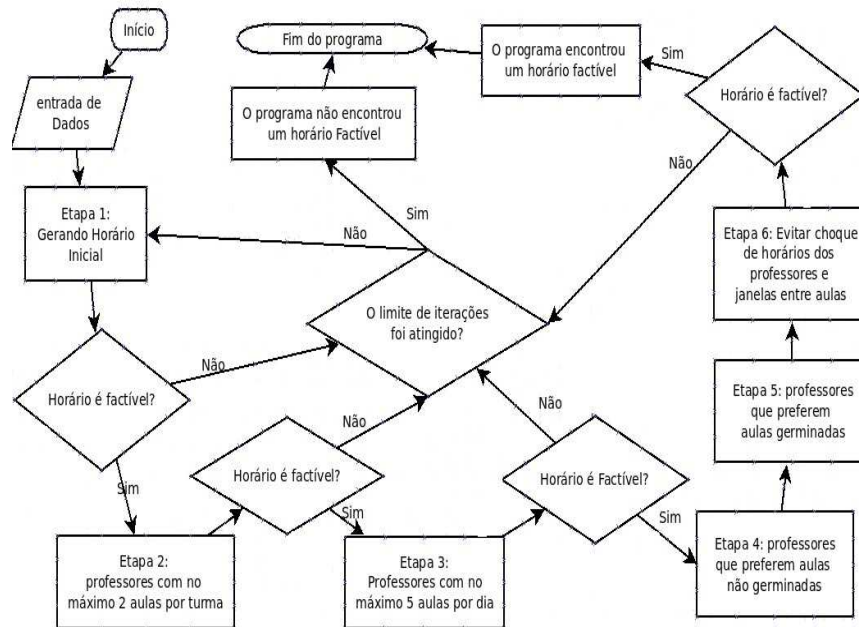 Início
Fim do programa
O programa encontrou
um horário factível
Sim
Horário é factível?
entrada de
Dados
O programa não encontrou
um horário Factível
Não
Sim
Etapa 1:
Gerando Horário
Inicial
Não
Etapa 6: Evitar choque
de horários dos
professores e
janelas entre aulas
O limite de iterações
foi atingido?
Não
Horário é factível?
Etapa 5: professores
que preferem
aulas germinadas
Não
Não
Horário é factível?
Horário é Factível?
Sim
Sim
Sim
Etapa 2:
professores com no
máximo 2 aulas por turma
Etapa 3:
Professores com no
máximo 5 aulas por dia
Etapa 4: professores
que preferem aulas
não germinadas